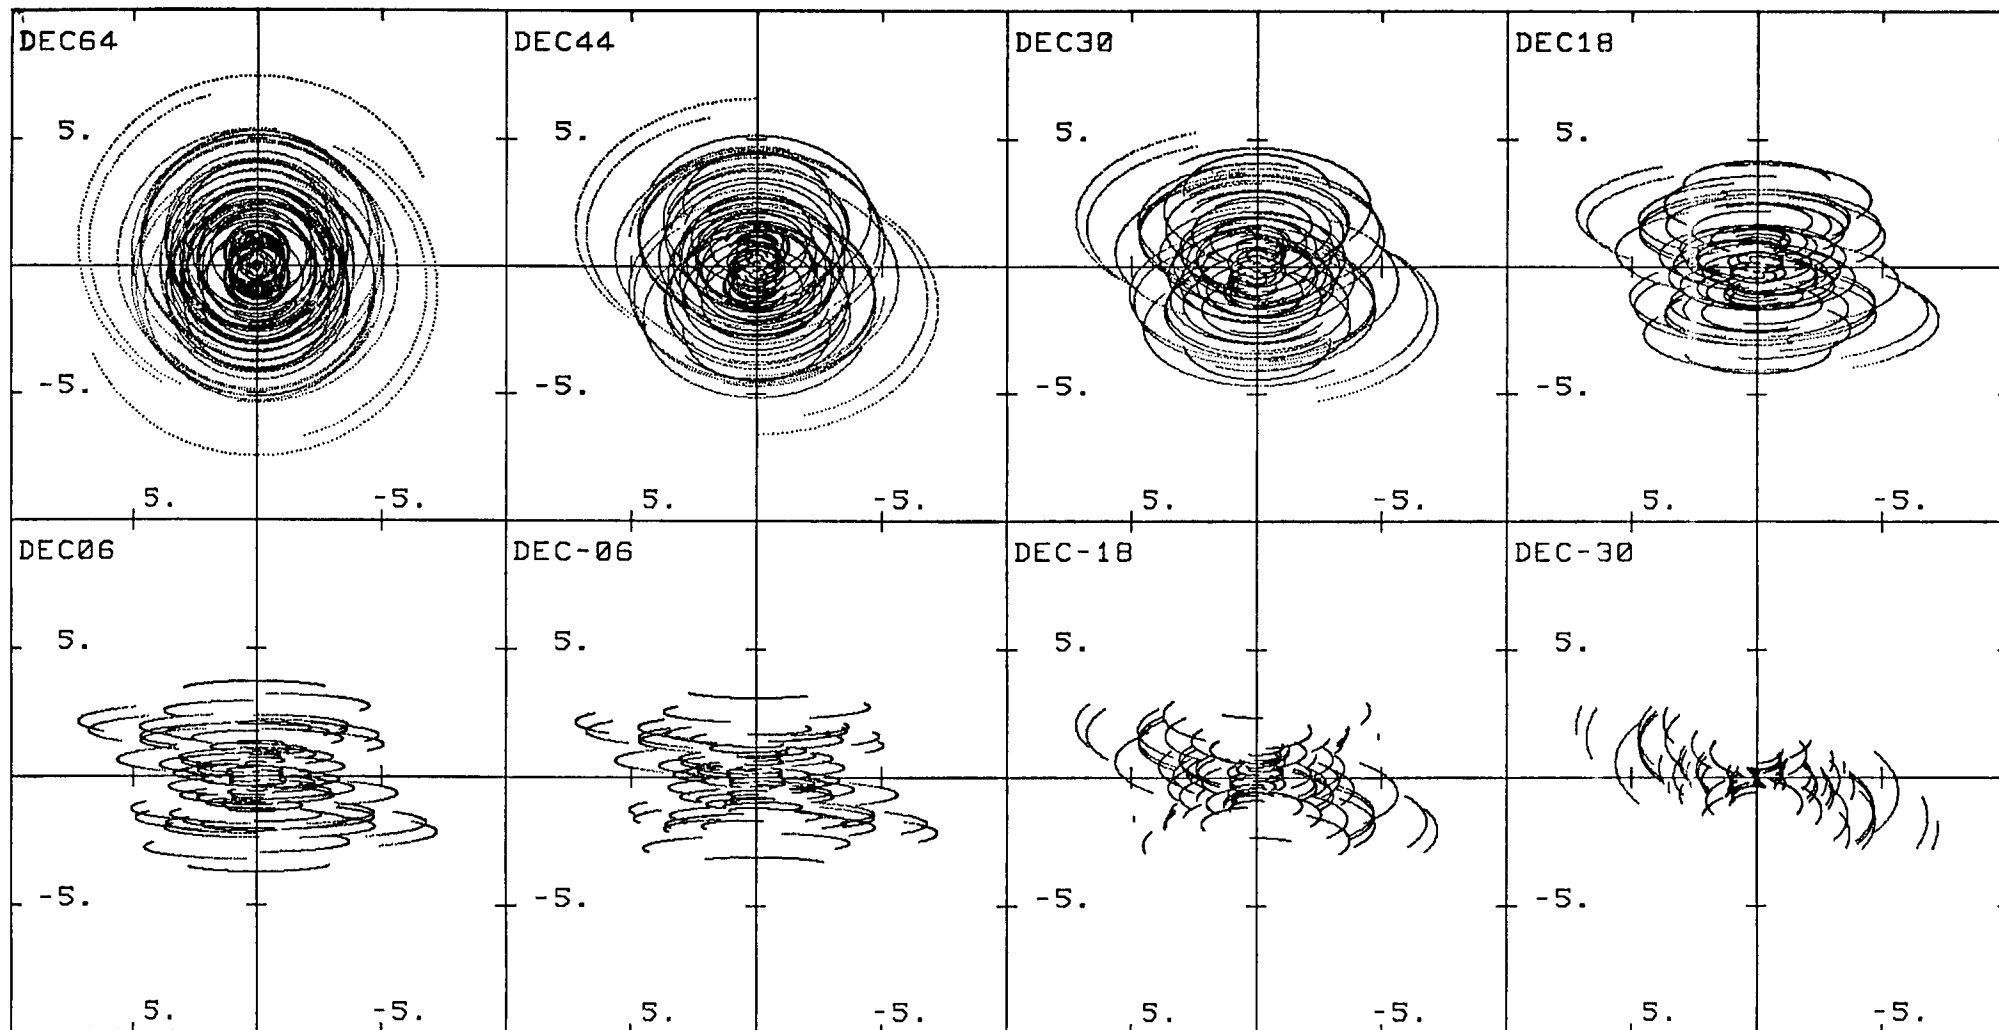 DEC64 DEC44 DEC30 DEC18
5. 5. 5. 5.
-5. -5. -5. -5.
5. -5. 5. -5. 5. -5. 5. -5.
DEC06 DEC-06 DEC-18 DEC-30
5. 5. 5. 5.
-5. -5. -5. -5.
5. -5. 5. -5. 5. -5. 5. -5.